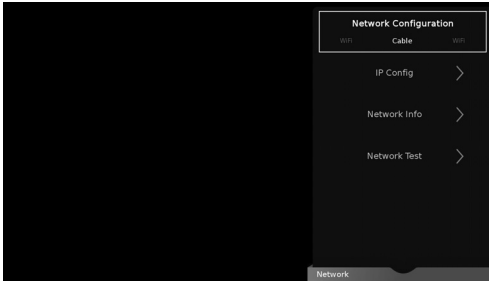 Network Configuration
WiFi Cable WiFi
IP Config
Network Info
Network Test
Network